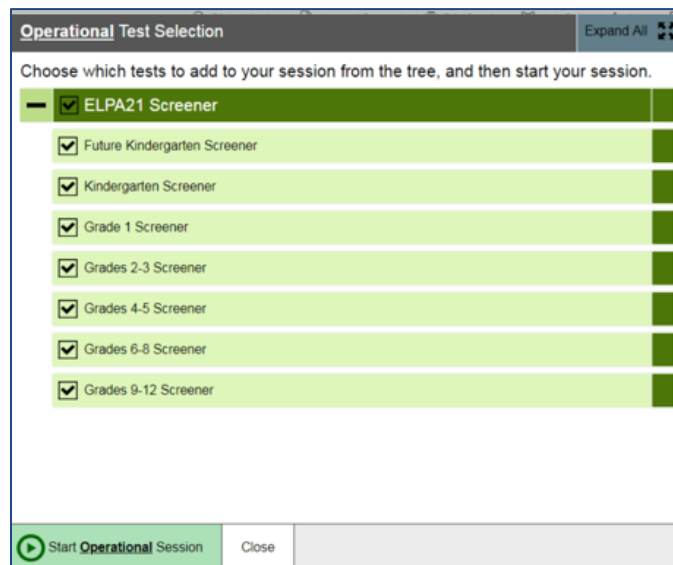 Operational Test Selection
Expand All
Choose which tests to add to your session from the tree, and then start your session.
ELPA21 Screener
Future Kindergarten Screener
Kindergarten Screener
Grade 1 Screener
Grades 2-3 Screener
Grades 4-5 Screener
Grades 6-8 Screener
Grades 9-12 Screener
Start Operational Session
Close